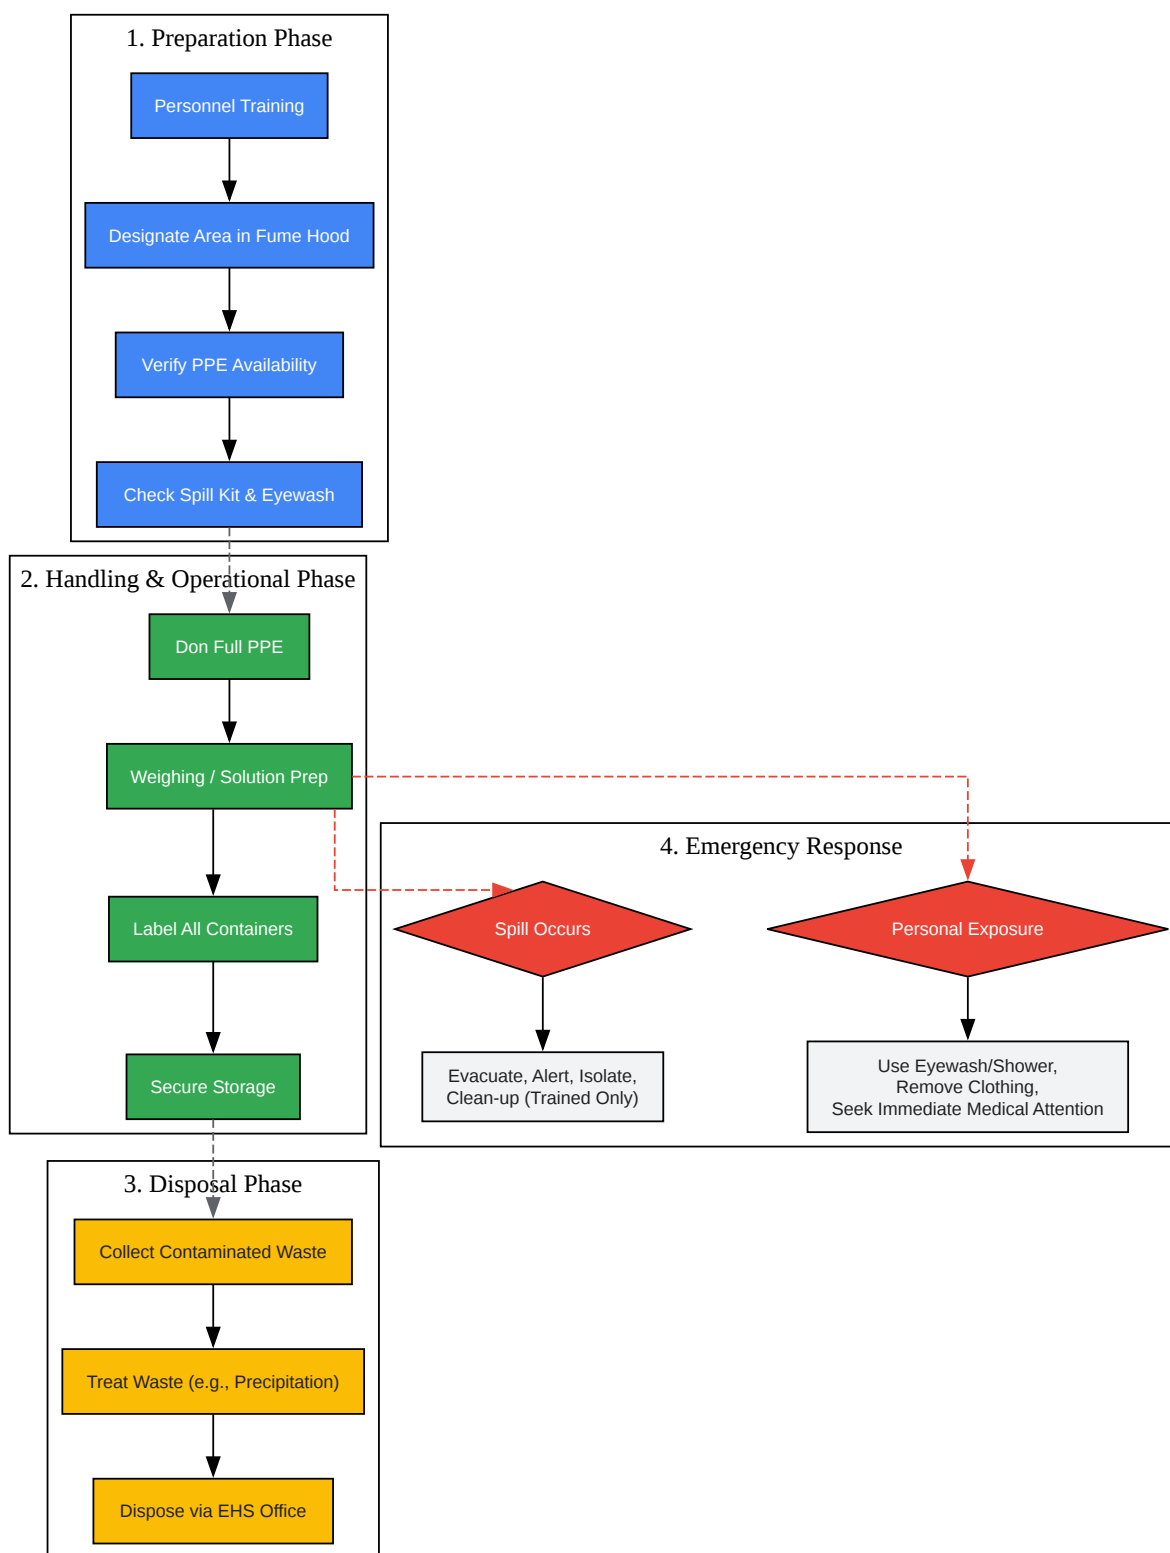 1. Preparation Phase
Personnel Training
Designate Area in Fume Hood
Verify PPE Availability
Check Spill Kit & Eyewash
2. Handling & Operational Phase
Don Full PPE
Weighing / Solution Prep
Label All Containers
Secure Storage
4. Emergency Response
Spill Occurs
Personal Exposure
Evacuate, Alert, Isolate,
Clean-up (Trained Only)
Use Eyewash/Shower,
Remove Clothing,
Seek Immediate Medical Attention
3. Disposal Phase
Collect Contaminated Waste
Treat Waste (e.g., Precipitation)
Dispose via EHS Office